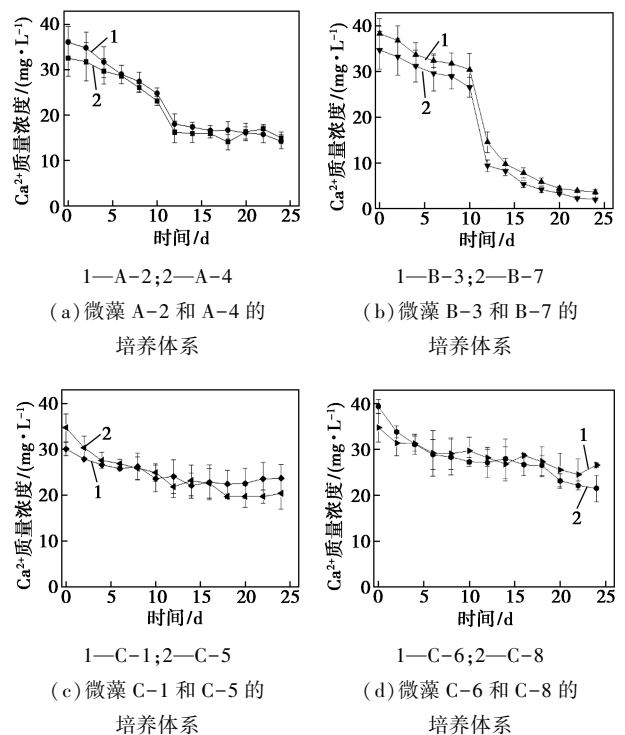 Ca²⁺质量浓度/(mg·L⁻¹)
40
30
20
10
0
1
2
0 5 10 15 20 25
时间/d
1—A-2;2—A-4
(a)微藻 A-2 和 A-4 的
培养体系
Ca²⁺质量浓度/(mg·L⁻¹)
40
30
20
10
0
1
2
0 5 10 15 20 25
时间/d
1—B-3;2—B-7
(b)微藻 B-3 和 B-7 的
培养体系
Ca²⁺质量浓度/(mg·L⁻¹)
40
30
20
10
0
2
1
0 5 10 15 20 25
时间/d
1—C-1;2—C-5
(c)微藻 C-1 和 C-5 的
培养体系
Ca²⁺质量浓度/(mg·L⁻¹)
40
30
20
10
0
1
2
0 5 10 15 20 25
时间/d
1—C-6;2—C-8
(d)微藻 C-6 和 C-8 的
培养体系